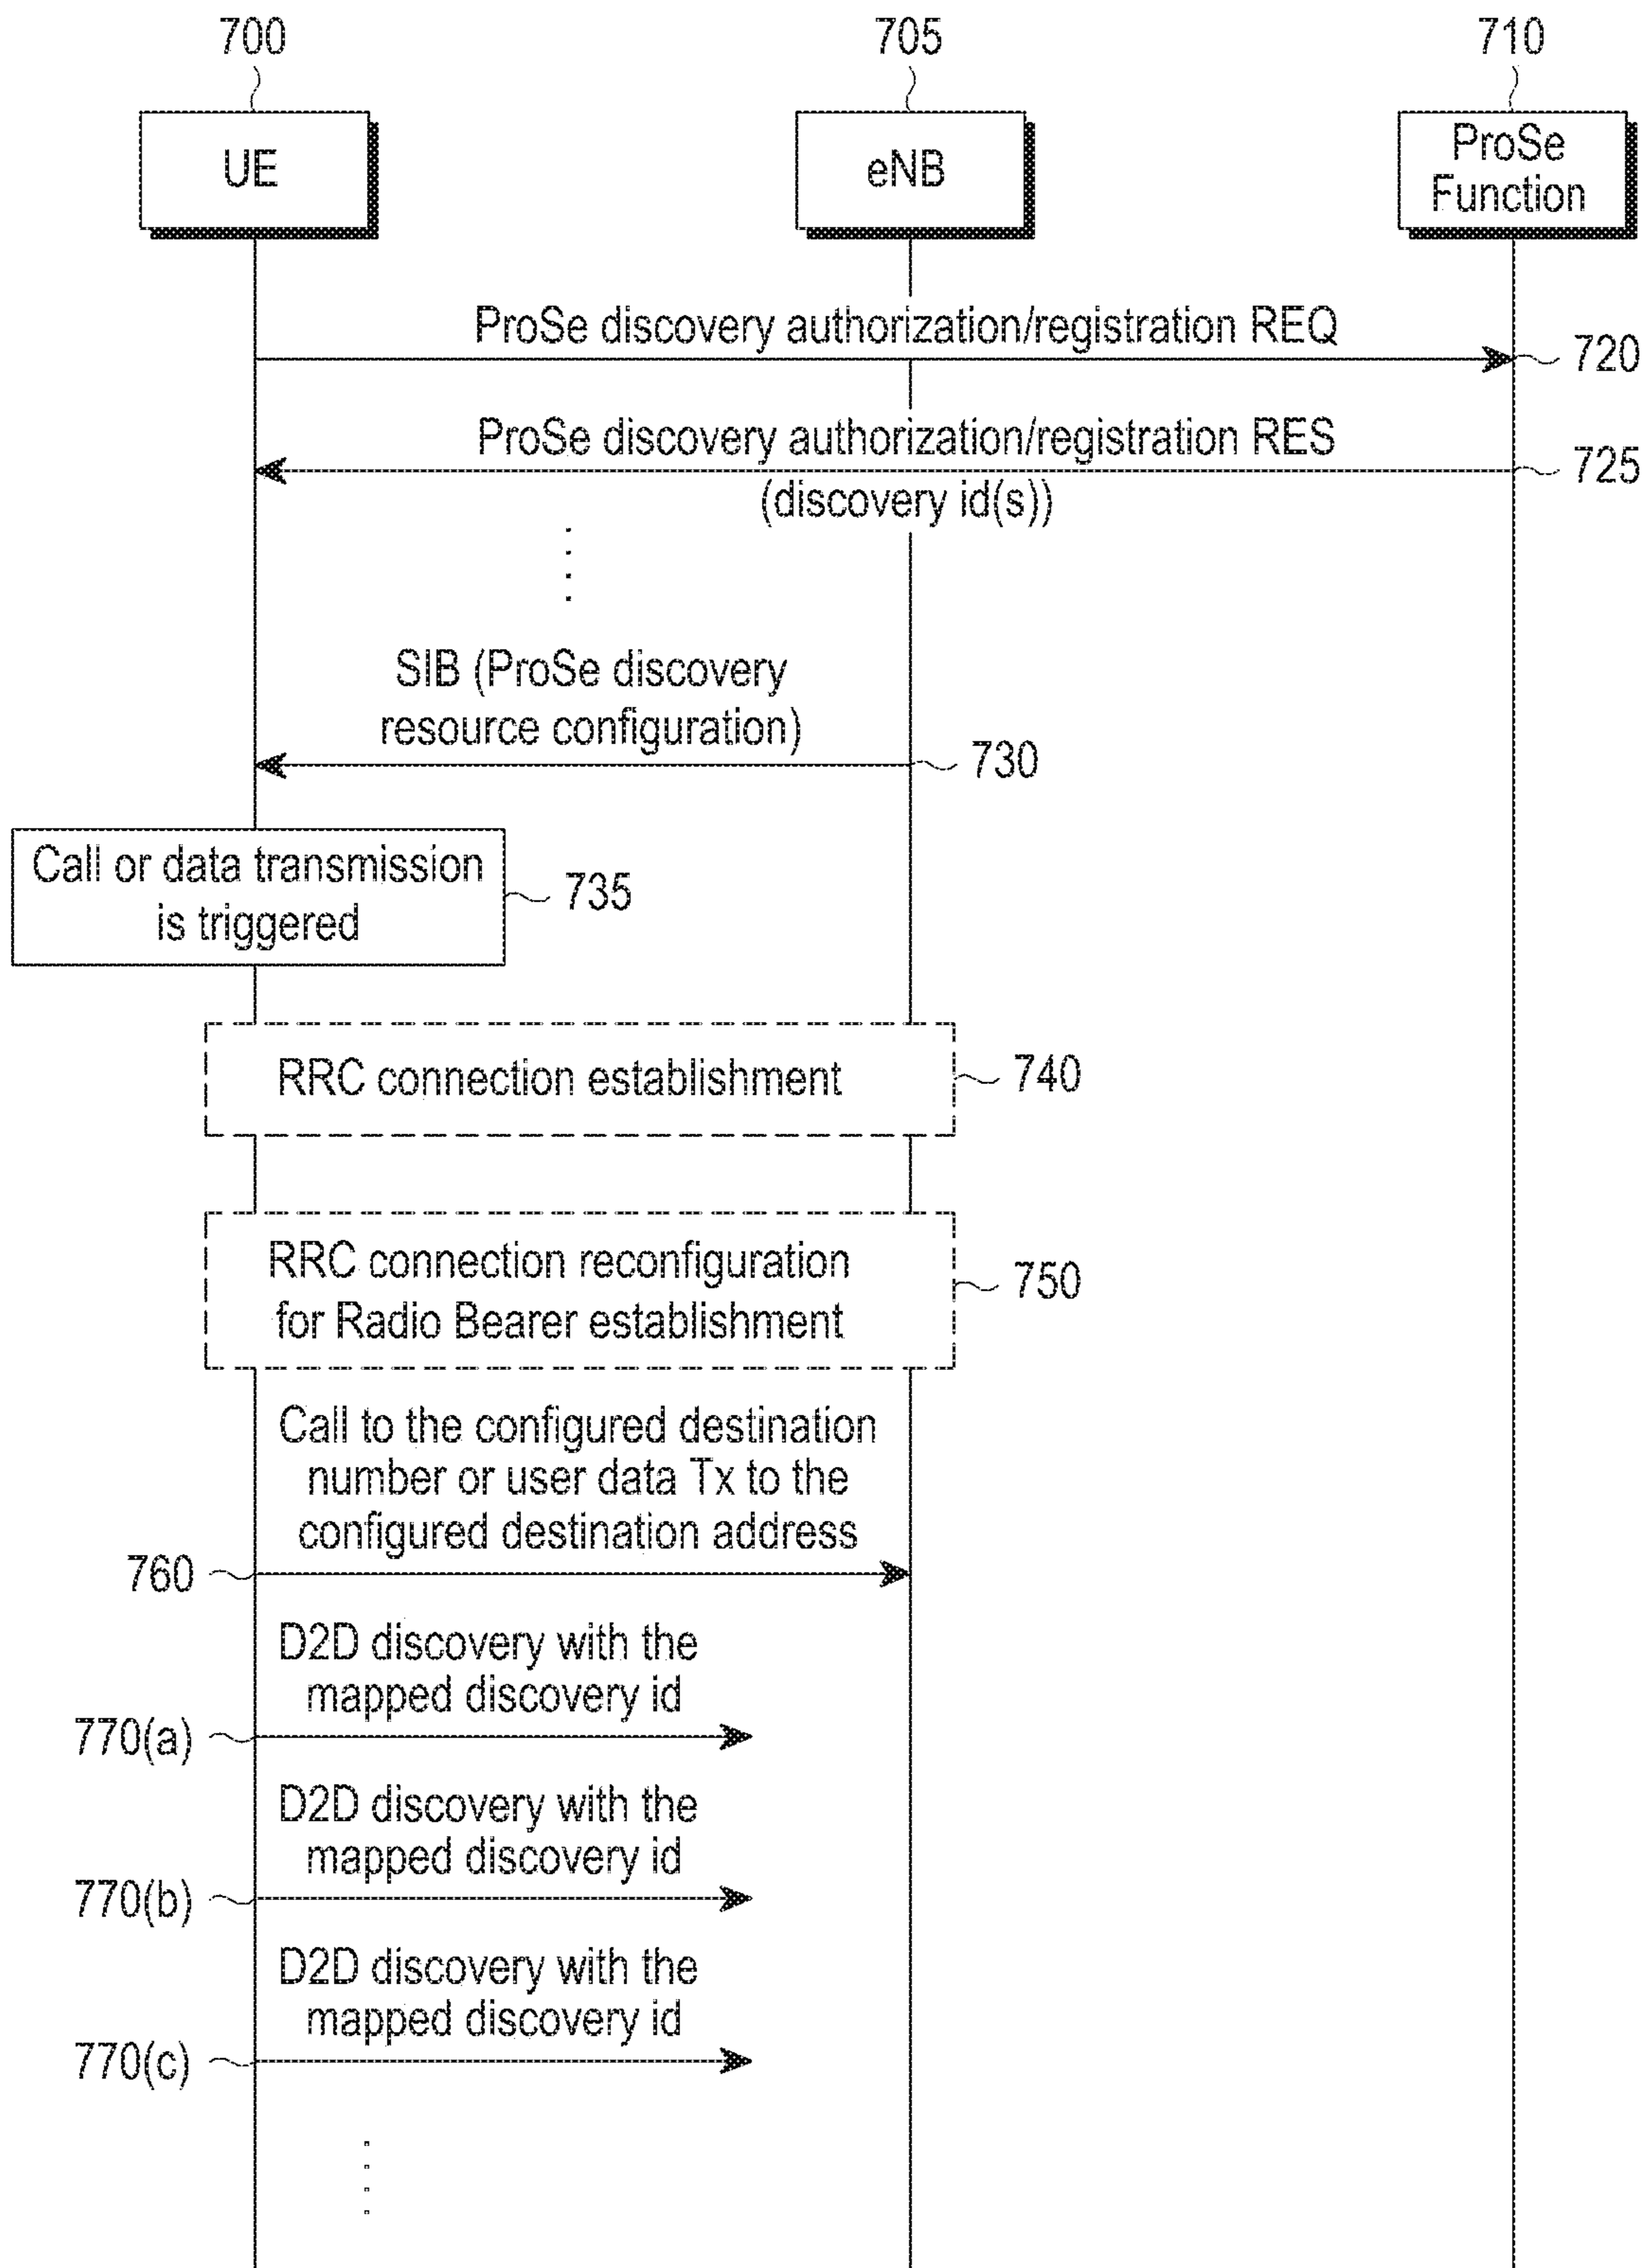 700
705
710
UE
eNB
ProSe
Function
ProSe discovery authorization/registration REQ
720
ProSe discovery authorization/registration RES
725
(discovery id(s))
SIB (ProSe discovery
resource configuration)
730
Call or data transmission
is triggered
735
RRC connection establishment
740
RRC connection reconfiguration
for Radio Bearer establishment
750
Call to the configured destination
number or user data Tx to the
configured destination address
760
D2D discovery with the
mapped discovery id
770(a)
D2D discovery with the
mapped discovery id
770(b)
D2D discovery with the
mapped discovery id
770(c)